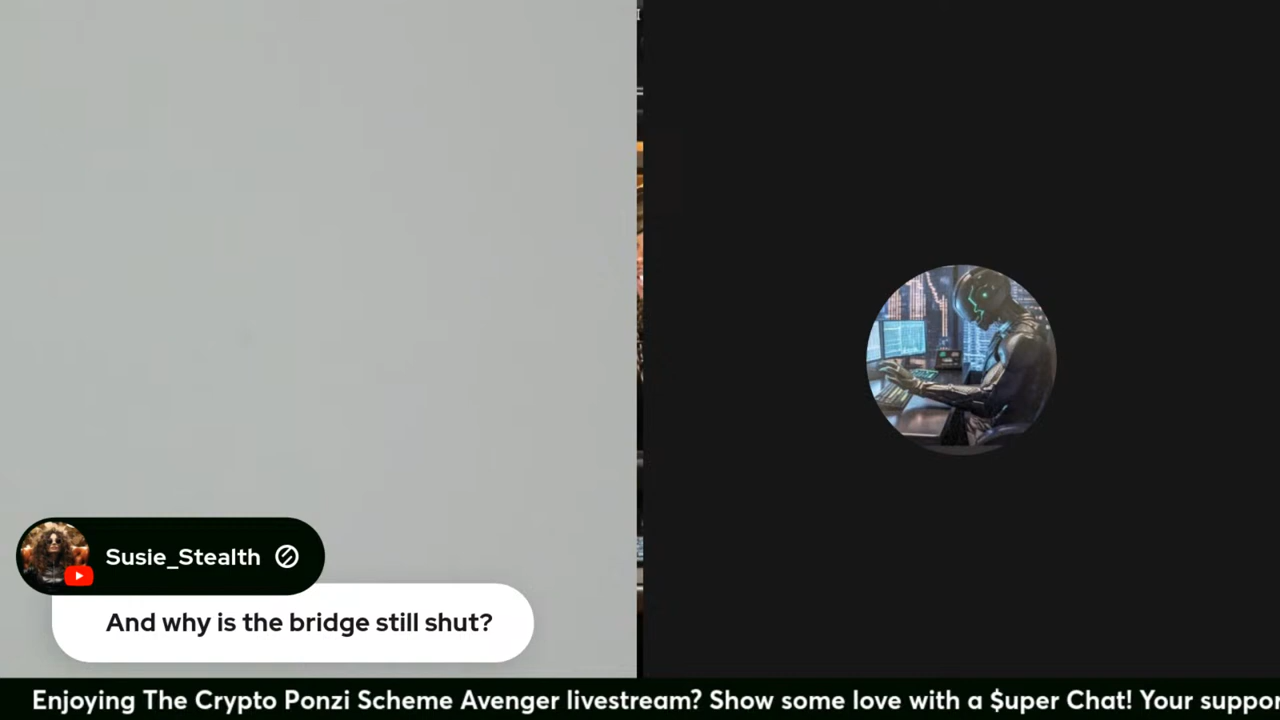 Susie_Stealth
And why is the bridge still shut?
Enjoying The Crypto Ponzi Scheme Avenger livestream? Show some love with a $uper Chat! Your